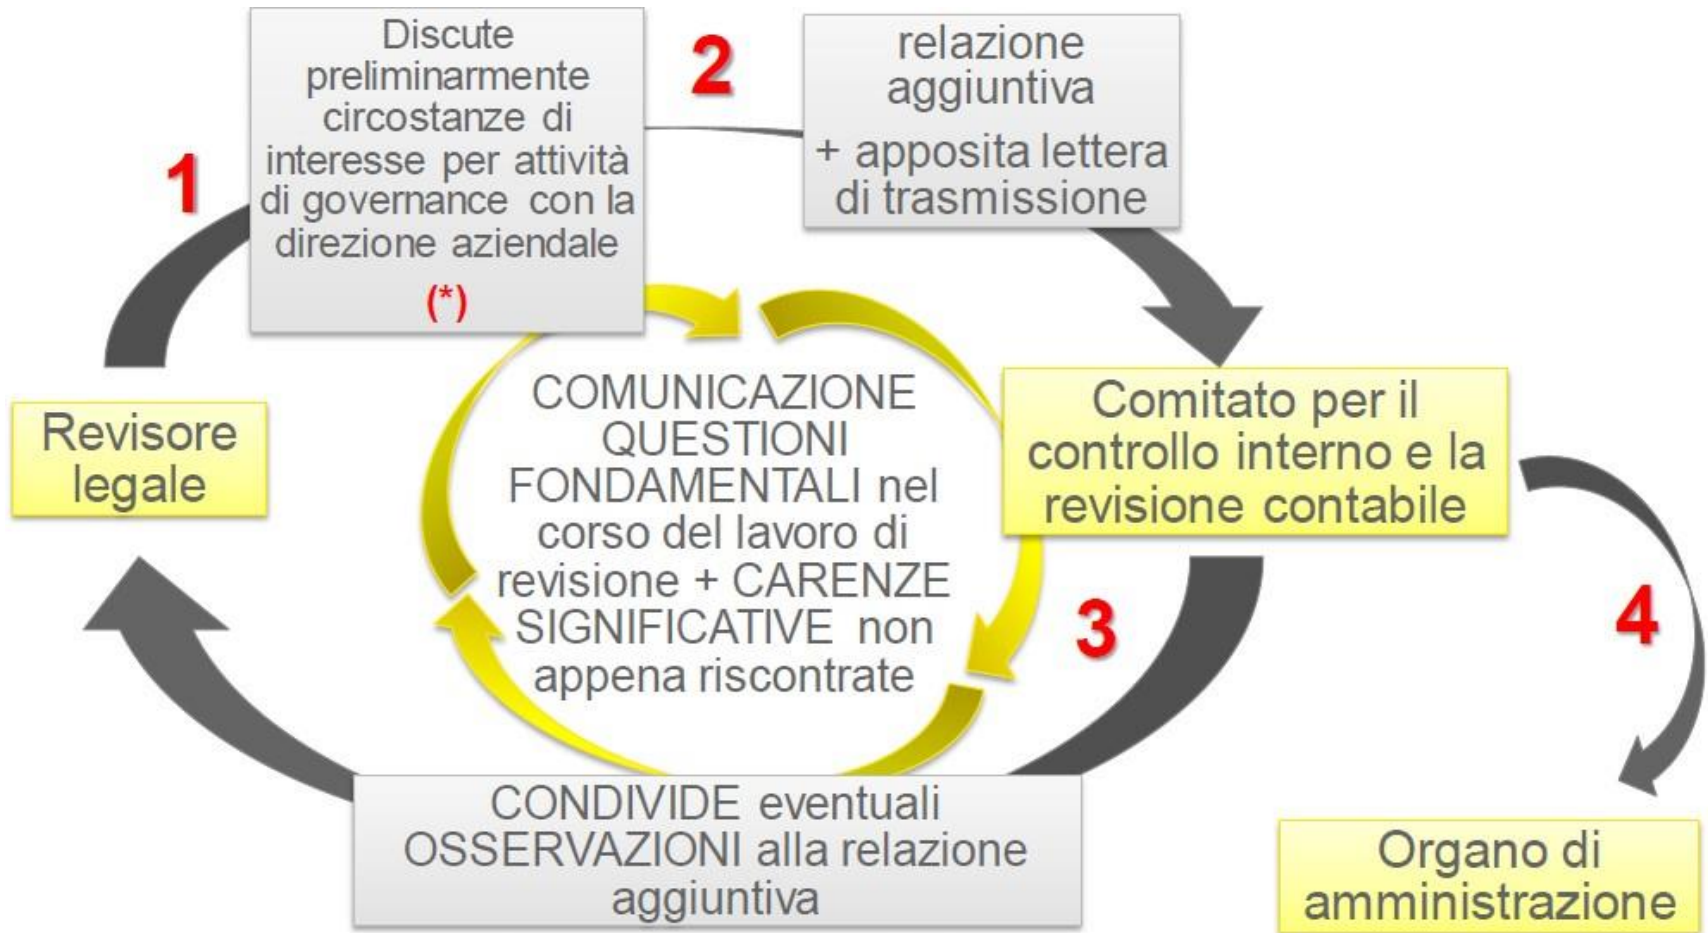 Discute
preliminarmente
circostanze di
interesse per attività
di governance con la
direzione aziendale
(*)
2
relazione
aggiuntiva
+ apposita lettera
di trasmissione
1
Revisore
legale
COMUNICAZIONE
QUESTIONI
FONDAMENTALI nel
corso del lavoro di
revisione + CARENZE
SIGNIFICATIVE non
appena riscontrate
Comitato per il
controllo interno e la
revisione contabile
3
4
CONDIVIDE eventuali
OSSERVAZIONI alla relazione
aggiuntiva
Organo di
amministrazione